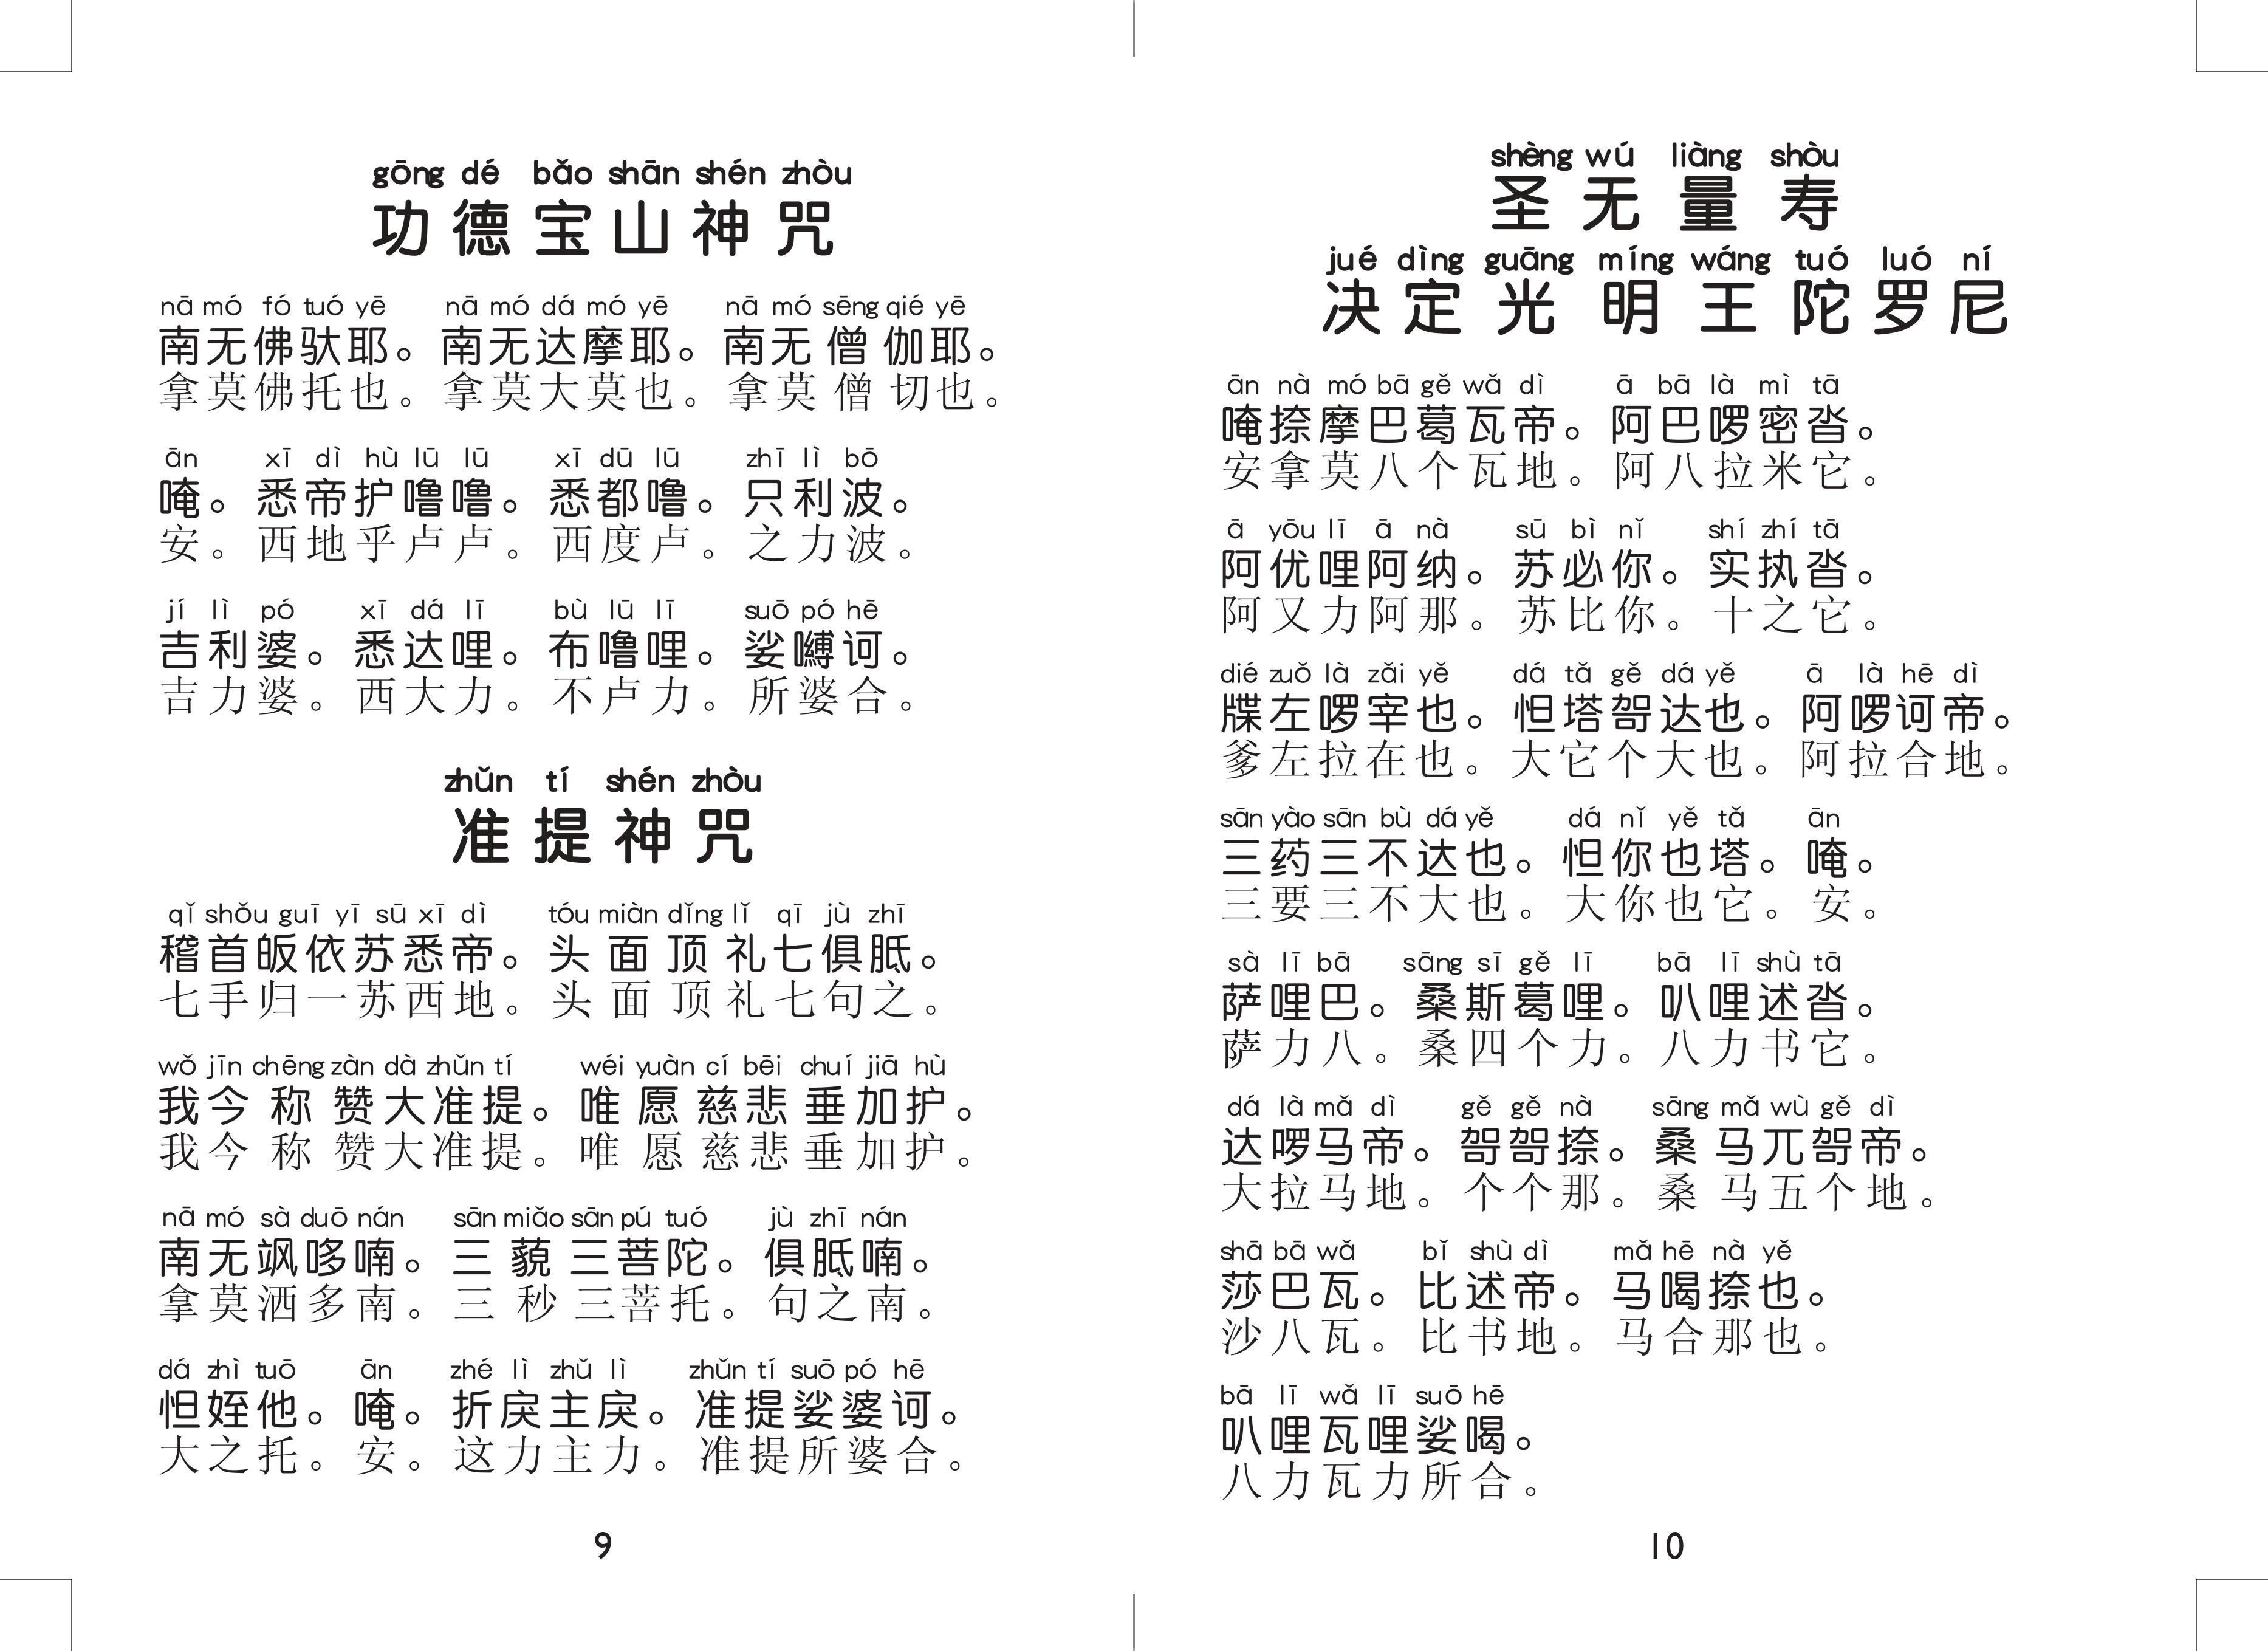 gōng dé bǎo shān shén zhòu
功德宝山神咒
nā mó fó tuó yē nā mó dá mó yē nā mó sēng qié yē
南无佛驮耶。南无达摩耶。南无僧伽耶。
拿莫佛托也。拿莫大莫也。拿莫僧切也。
ān xī dì hù lū lū xī dū lū zhī lì bō
唵。悉帝护噜噜。悉都噜。只利波。
安。西地乎卢卢。西度卢。之力波。
jí lì pó xī dá lī bù lū lī suō pó hē
吉利婆。悉达哩。布噜哩。娑嚩诃。
吉力婆。西大力。不卢力。所婆合。
zhǔn tí shén zhòu
准提神咒
qǐ shǒu guī yī sū xī dì tóu miàn dǐng lǐ qī jù zhī
稽首皈依苏悉帝。头面顶礼七俱胝。
七手归一苏西地。头面顶礼七句之。
wǒ jīn chēng zàn dà zhǔn tí wéi yuàn cí bēi chuí jiā hù
我今称赞大准提。唯愿慈悲垂加护。
我今称赞大准提。唯愿慈悲垂加护。
nā mó sà duō nán sān miǎo sān pú tuó jù zhī nán
南无飒哆喃。三藐三菩陀。俱胝喃。
拿莫洒多南。三秒三菩托。句之南。
dá zhì tuō ān zhé lì zhǔ lì zhǔn tí suō pó hē
怛姪他。唵。折戾主戾。准提娑婆诃。
大之托。安。这力主力。准提所婆合。
9
shèng wú liàng shòu
圣无量寿
jué dìng guāng míng wáng tuó luó ní
决定光明王陀罗尼
ān nà mó bā gě wǎ dì ā bā là mì tā
唵捺摩巴葛瓦帝。阿巴啰密沓。
安拿莫八个瓦地。阿八拉米它。
ā yōu lī ā nà sū bì nǐ shí zhí tā
阿优哩阿纳。苏必你。实执沓。
阿又力阿那。苏比你。十之它。
dié zuǒ là zǎi yě dá tǎ gě dá yě ā là hē dì
牒左啰宰也。怛塔哿达也。阿啰诃帝。
爹左拉在也。大它个大也。阿拉合地。
sān yào sān bù dá yě dá nǐ yě tǎ ān
三药三不达也。怛你也塔。唵。
三要三不大也。大你也它。安。
sà lī bā sāng sī gě lī bā lī shù tā
萨哩巴。桑斯葛哩。叭哩述沓。
萨力八。桑四个力。八力书它。
dá là mǎ dì gě gě nà sāng mǎ wù gě dì
达啰马帝。哿哿捺。桑马兀哿帝。
大拉马地。个个那。桑马五个地。
shā bā wǎ bǐ shù dì mǎ hē nà yě
莎巴瓦。比述帝。马喝捺也。
沙八瓦。比书地。马合那也。
bā lī wǎ lī suō hē
叭哩瓦哩娑喝。
八力瓦力所合。
10